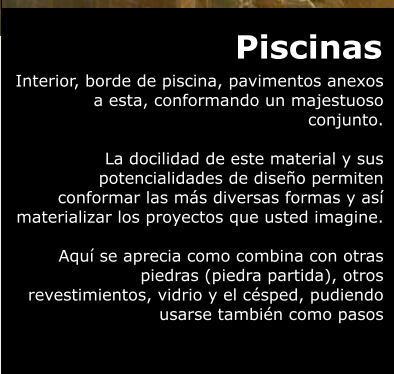 Piscinas
Interior, borde de piscina, pavimentos anexos
a esta, conformando un majestuoso
conjunto.
La docilidad de este material y sus
potencialidades de diseño permiten
conformar las más diversas formas y así
materializar los proyectos que usted imagine.
Aquí se aprecia como combina con otras
piedras (piedra partida), otros
revestimientos, vidrio y el césped, pudiendo
usarse también como pasos